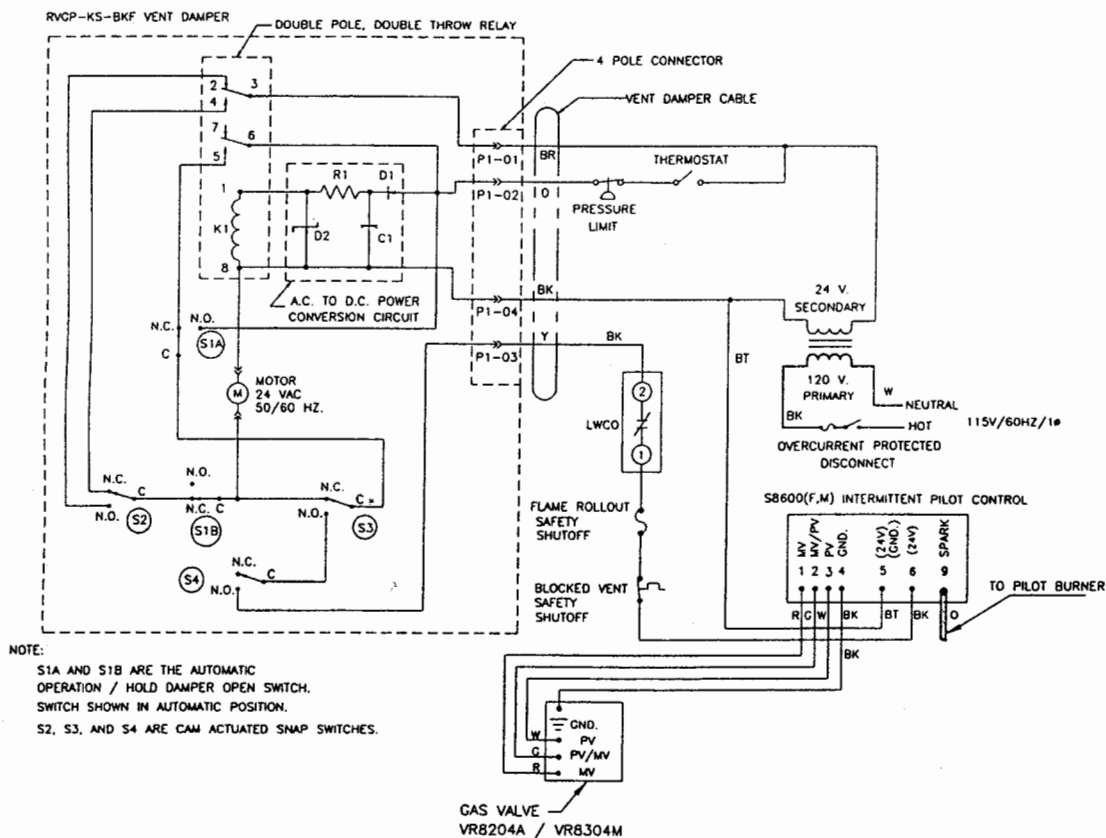 RVGP-KS-BKF VENT DAMPER
DOUBLE POLE, DOUBLE THROW RELAY
4 POLE CONNECTOR
VENT DAMPER CABLE
2
3
4
7
6
5
1
R1
D1
K1
D2
C1
8
A.C. TO D.C. POWER
CONVERSION CIRCUIT
P1-01
BR
P1-02
O
THERMOSTAT
PRESSURE
LIMIT
BK
P1-04
Y
BK
P1-03
24 V.
SECONDARY
BT
120 V.
PRIMARY
W
NEUTRAL
BK
HOT
115V/60HZ/1ø
OVERCURRENT PROTECTED
DISCONNECT
N.C.
N.O.
S1A
C
M
MOTOR
24 VAC
50/60 HZ.
2
LWCO
1
N.C.
C
N.O.
N.O.
S2
N.C. C
S1B
N.C.
C
N.O.
S3
S4
N.C.
C
N.O.
FLAME ROLLOUT
SAFETY
SHUTOFF
BLOCKED VENT
SAFETY
SHUTOFF
S8600(F,M) INTERMITTENT PILOT CONTROL
MV
MV/PV
PV
GND.
(24V)
(GND.)
(24V)
SPARK
1 2 3 4 5 6 9
R G W BK BT BK O
TO PILOT BURNER
BK
NOTE:
S1A AND S1B ARE THE AUTOMATIC
OPERATION / HOLD DAMPER OPEN SWITCH.
SWITCH SHOWN IN AUTOMATIC POSITION.
S2, S3, AND S4 ARE CAM ACTUATED SNAP SWITCHES.
GND.
W PV
G PV/MV
R MV
GAS VALVE
VR8204A / VR8304M